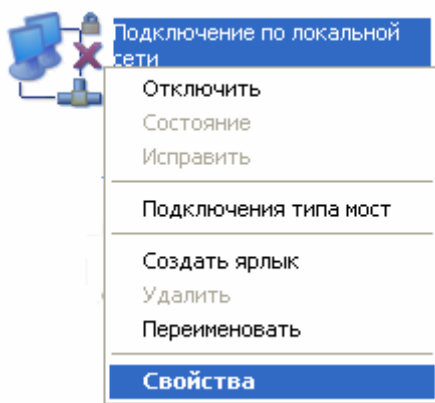 Подключение по локальной
сети
Отключить
Состояние
Исправить
Подключения типа мост
Создать ярлык
Удалить
Переименовать
Свойства